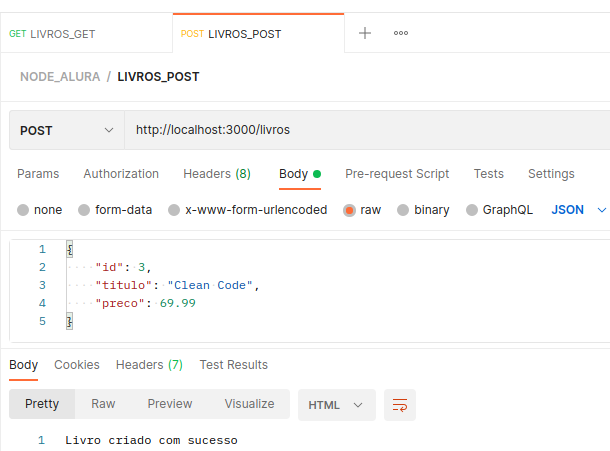 GET LIVROS_GET POST LIVROS_POST
NODE_ALURA / LIVROS_POST
POST http://localhost:3000/livros
Params Authorization Headers (8) Body Pre-request Script Tests Settings
none form-data x-www-form-urlencoded raw binary GraphQL JSON
1 {
2 "id": 3,
3 "titulo": "Clean Code",
4 "preco": 69.99
5 }
Body Cookies Headers (7) Test Results
Pretty Raw Preview Visualize HTML
1 Livro criado com sucesso